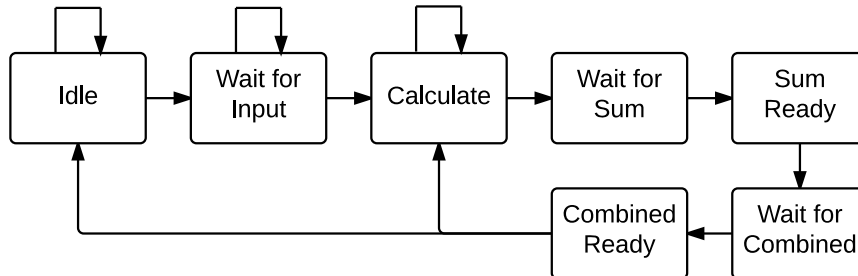 Idle
Wait for
Input
Calculate
Wait for
Sum
Sum
Ready
Combined
Ready
Wait for
Combined